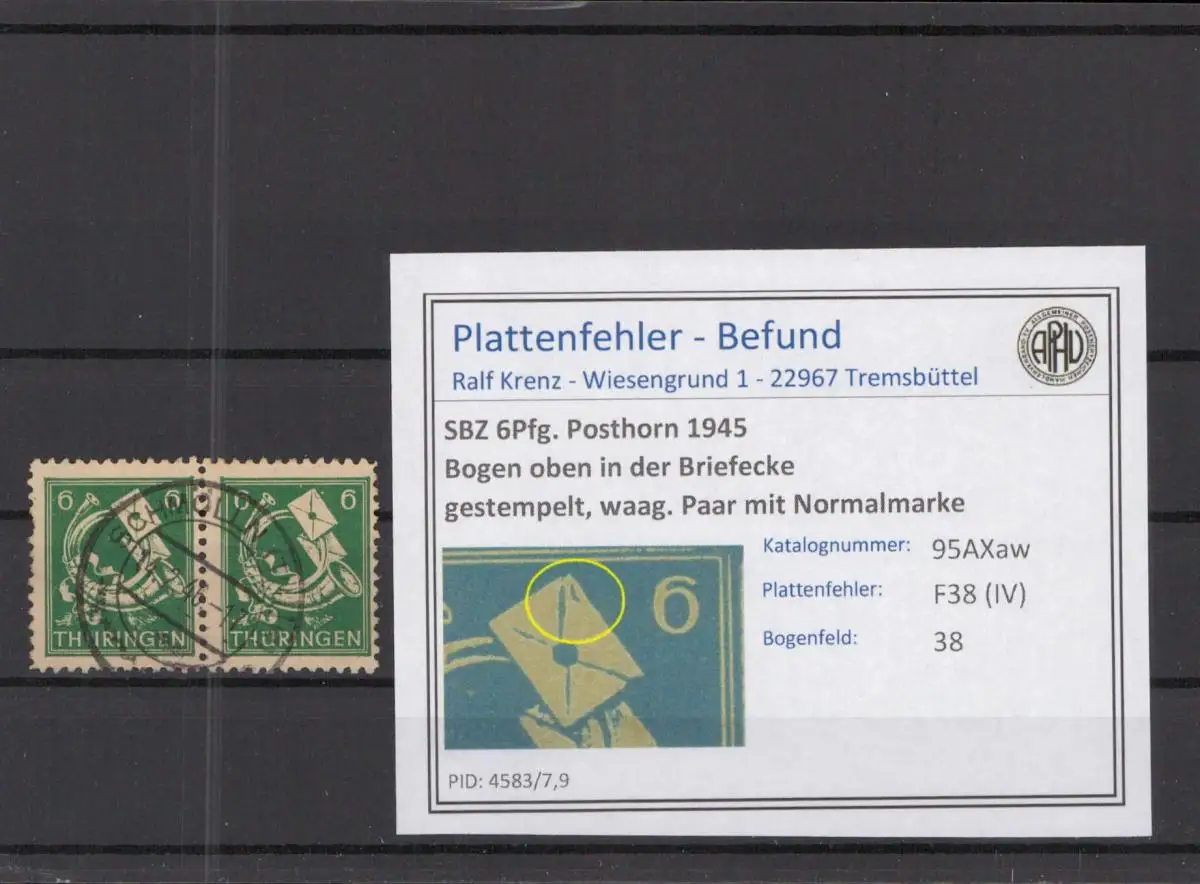 6 6
THÜRINGEN
6 6
THÜRINGEN
SCHMÖLLN
Plattenfehler - Befund
Ralf Krenz - Wiesengrund 1 - 22967 Tremsbüttel
APHV
SBZ 6Pfg. Posthorn 1945
Bogen oben in der Briefecke
gestempelt, waag. Paar mit Normalmarke
6
Katalognummer: 95AXaw
Plattenfehler: F38 (IV)
Bogenfeld: 38
PID: 4583/7,9